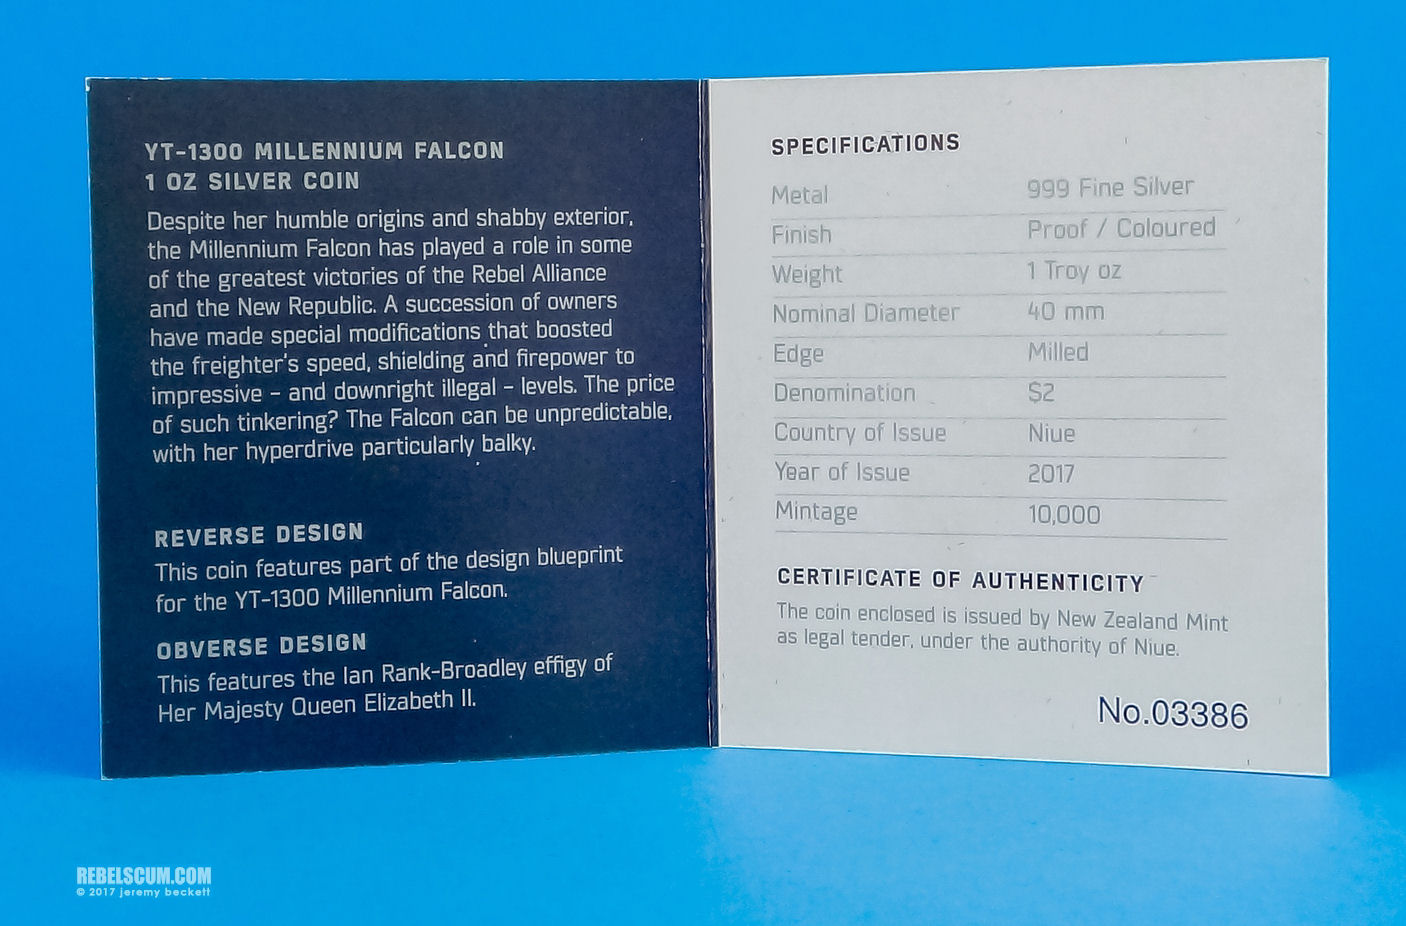 YT-1300 MILLENNIUM FALCON
1 OZ SILVER COIN
Despite her humble origins and shabby exterior,
the Millennium Falcon has played a role in some
of the greatest victories of the Rebel Alliance
and the New Republic. A succession of owners
have made special modifications that boosted
the freighter's speed, shielding and firepower to
impressive – and downright illegal – levels. The price
of such tinkering? The Falcon can be unpredictable,
with her hyperdrive particularly balky.
REVERSE DESIGN
This coin features part of the design blueprint
for the YT-1300 Millennium Falcon.
OBVERSE DESIGN
This features the Ian Rank-Broadley effigy of
Her Majesty Queen Elizabeth II.
SPECIFICATIONS
Metal 999 Fine Silver
Finish Proof / Coloured
Weight 1 Troy oz
Nominal Diameter 40 mm
Edge Milled
Denomination $2
Country of Issue Niue
Year of Issue 2017
Mintage 10,000
CERTIFICATE OF AUTHENTICITY
The coin enclosed is issued by New Zealand Mint
as legal tender, under the authority of Niue.
No.03386
REBELSCUM.COM
© 2017 jeremy beckett